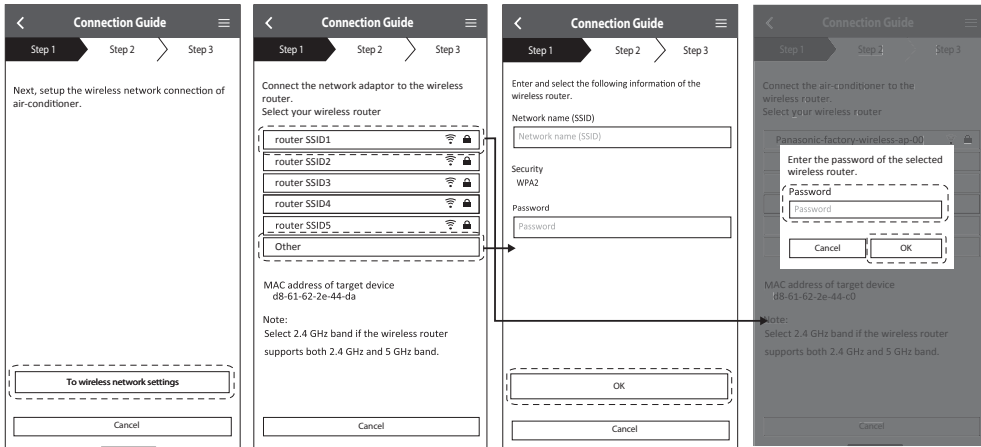 Connection Guide
Step 1
Step 2
Step 3
Next, setup the wireless network connection of
air-conditioner.
To wireless network settings
Cancel
Connection Guide
Step 1
Step 2
Step 3
Connect the network adaptor to the wireless
router.
Select your wireless router
router SSID1
router SSID2
router SSID3
router SSID4
router SSID5
Other
MAC address of target device
d8-61-62-2e-44-da
Note:
Select 2.4 GHz band if the wireless router
supports both 2.4 GHz and 5 GHz band.
Cancel
Connection Guide
Step 1
Step 2
Step 3
Enter and select the following information of the
wireless router.
Network name (SSID)
Network name (SSID)
Security
WPA2
Password
Password
OK
Cancel
Connection Guide
Step 1
Step 2
Step 3
Connect the air-conditioner to the
wireless router.
Select your wireless router
Panasonic-factory-wireless-ap-00
Enter the password of the selected
wireless router.
Password
Password
Cancel
OK
MAC address of target device
d8-61-62-2e-44-c0
Note:
Select 2.4 GHz band if the wireless router
supports both 2.4 GHz and 5 GHz band.
Cancel